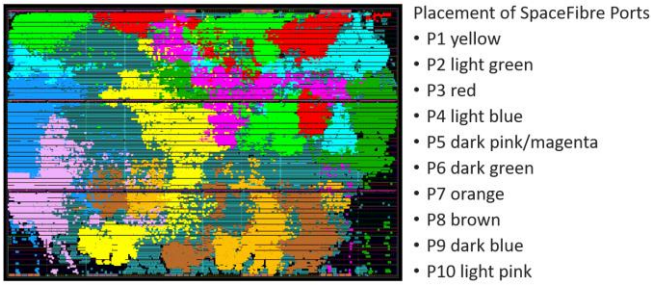 Placement of SpaceFibre Ports
• P1 yellow
• P2 light green
• P3 red
• P4 light blue
• P5 dark pink/magenta
• P6 dark green
• P7 orange
• P8 brown
• P9 dark blue
• P10 light pink